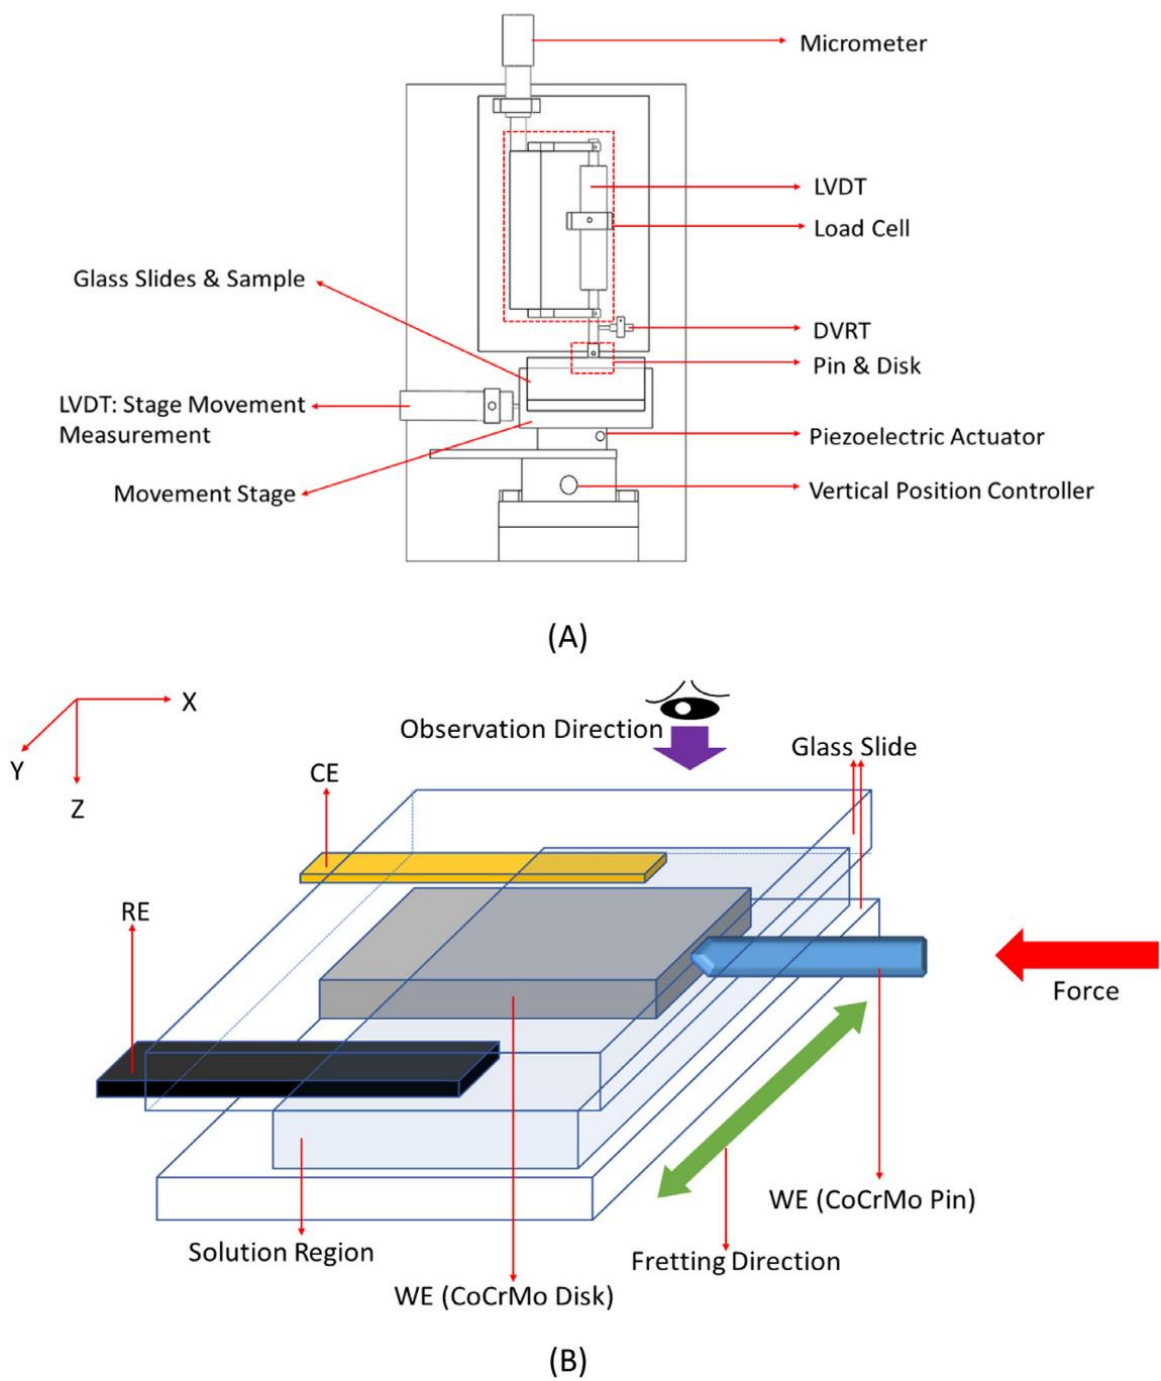 Micrometer
LVDT
Load Cell
Glass Slides & Sample
DVRT
Pin & Disk
LVDT: Stage Movement
Measurement
Piezoelectric Actuator
Movement Stage
Vertical Position Controller
(A)
X
Observation Direction
Glass Slide
Y
CE
Z
RE
Force
WE (CoCrMo Pin)
Solution Region
Fretting Direction
WE (CoCrMo Disk)
(B)